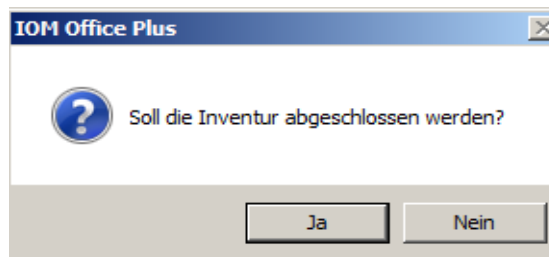 IOM Office Plus
Soll die Inventur abgeschlossen werden?
Ja
Nein